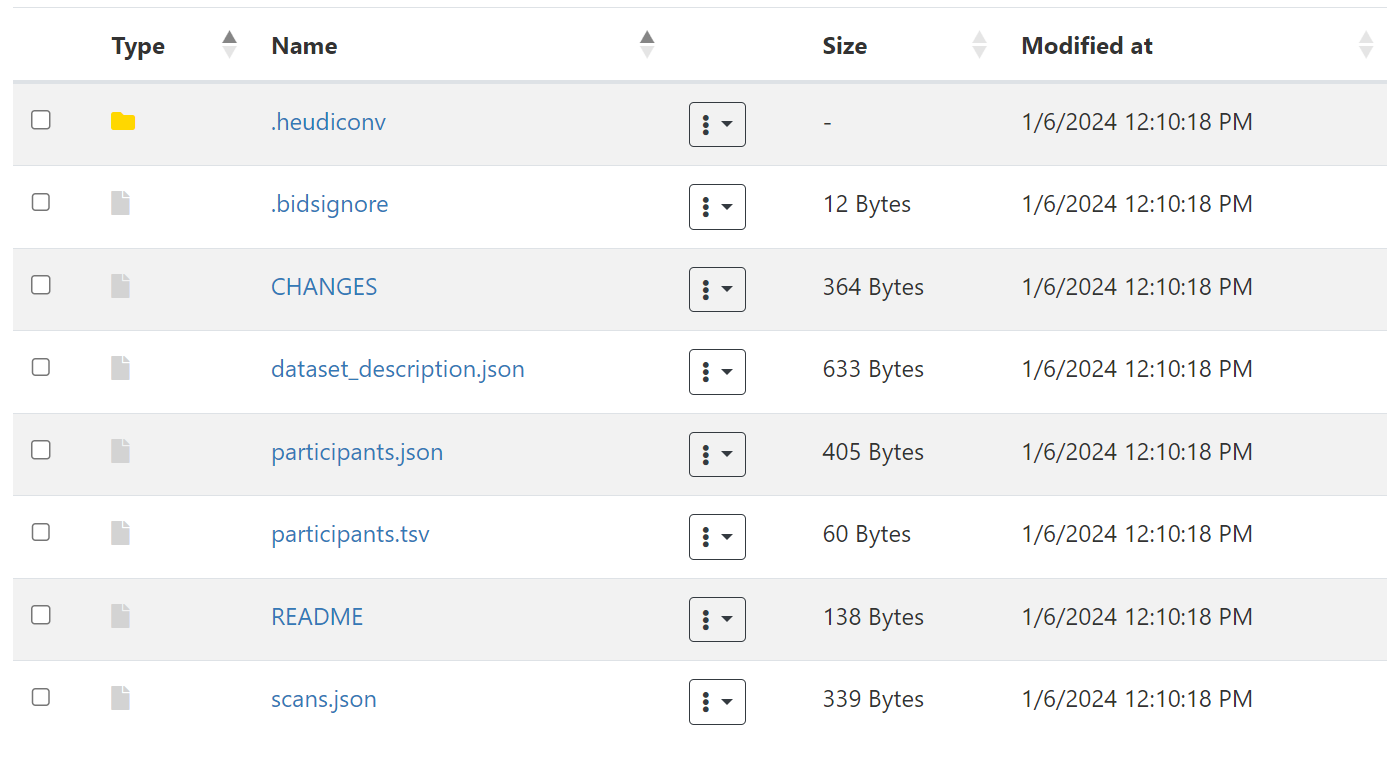 Type Name Size Modified at
.heudiconv - 1/6/2024 12:10:18 PM
.bidsignore 12 Bytes 1/6/2024 12:10:18 PM
CHANGES 364 Bytes 1/6/2024 12:10:18 PM
dataset_description.json 633 Bytes 1/6/2024 12:10:18 PM
participants.json 405 Bytes 1/6/2024 12:10:18 PM
participants.tsv 60 Bytes 1/6/2024 12:10:18 PM
README 138 Bytes 1/6/2024 12:10:18 PM
scans.json 339 Bytes 1/6/2024 12:10:18 PM